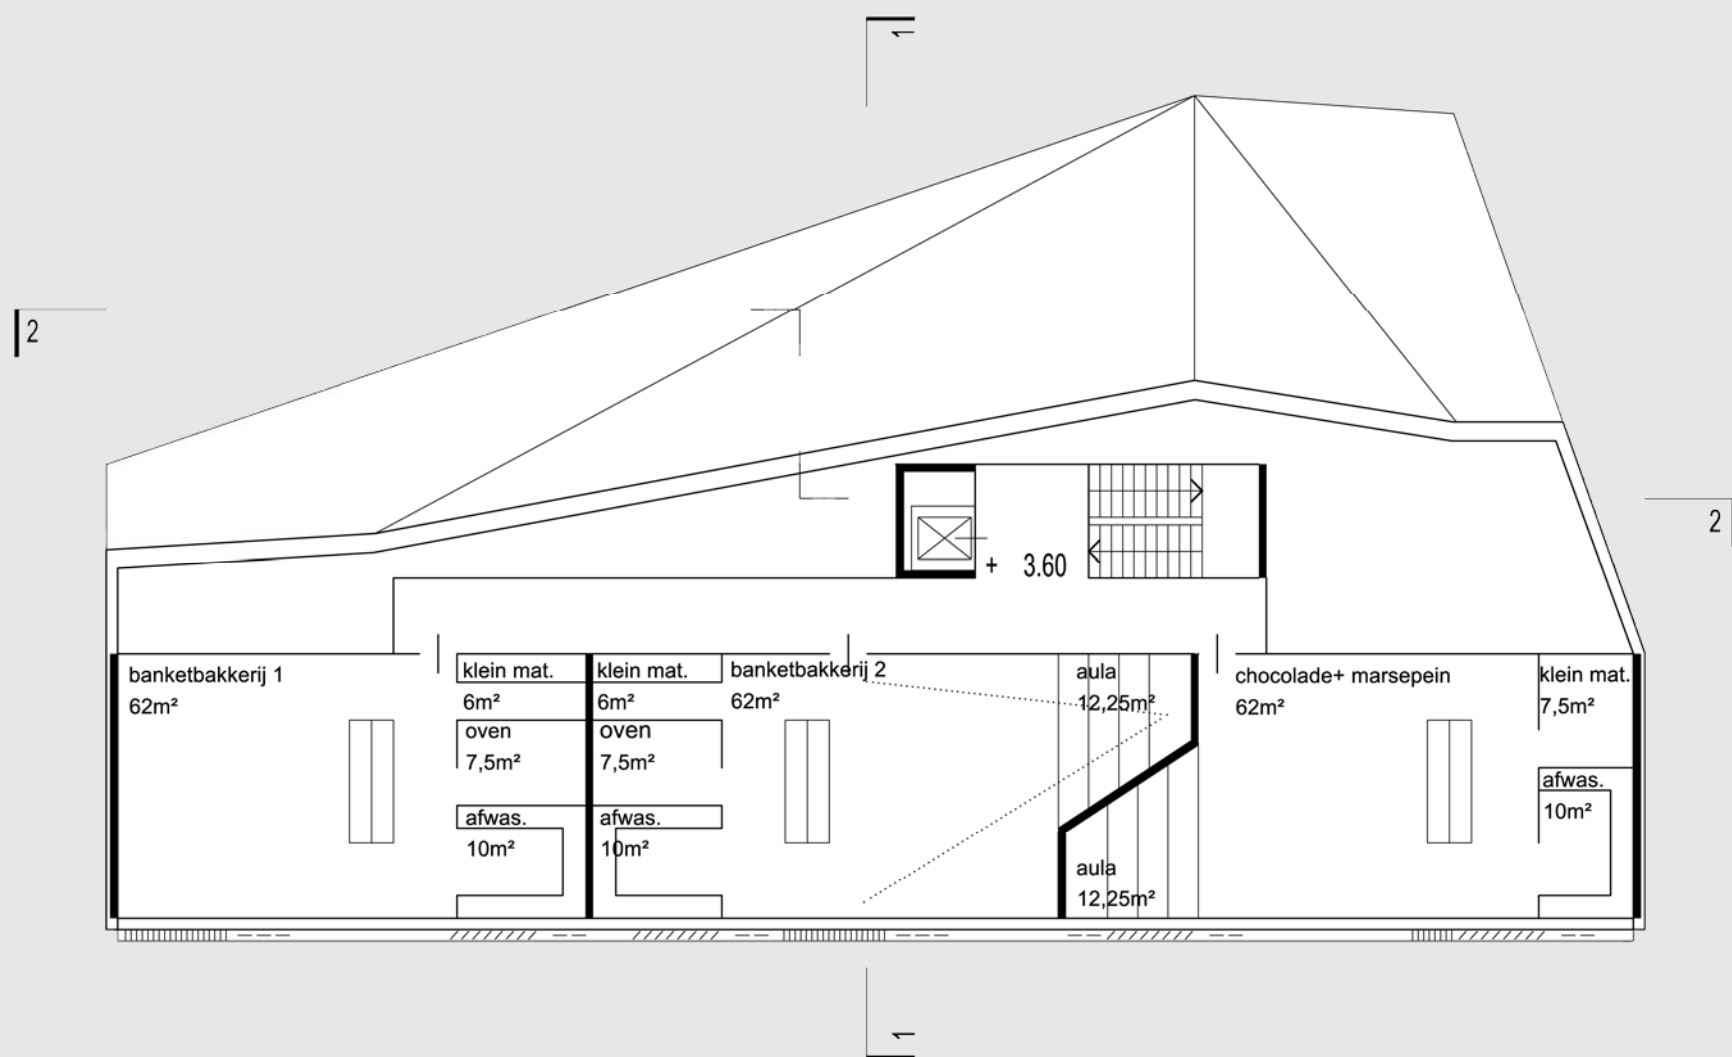 1
2
2
+ 3.60
banketbakkerij 1
62m²
klein mat.
6m²
oven
7,5m²
afwas.
10m²
klein mat.
6m²
oven
7,5m²
afwas.
10m²
banketbakkerij 2
62m²
aula
12,25m²
aula
12,25m²
chocolade+ marsepein
62m²
klein mat.
7,5m²
afwas.
10m²
1